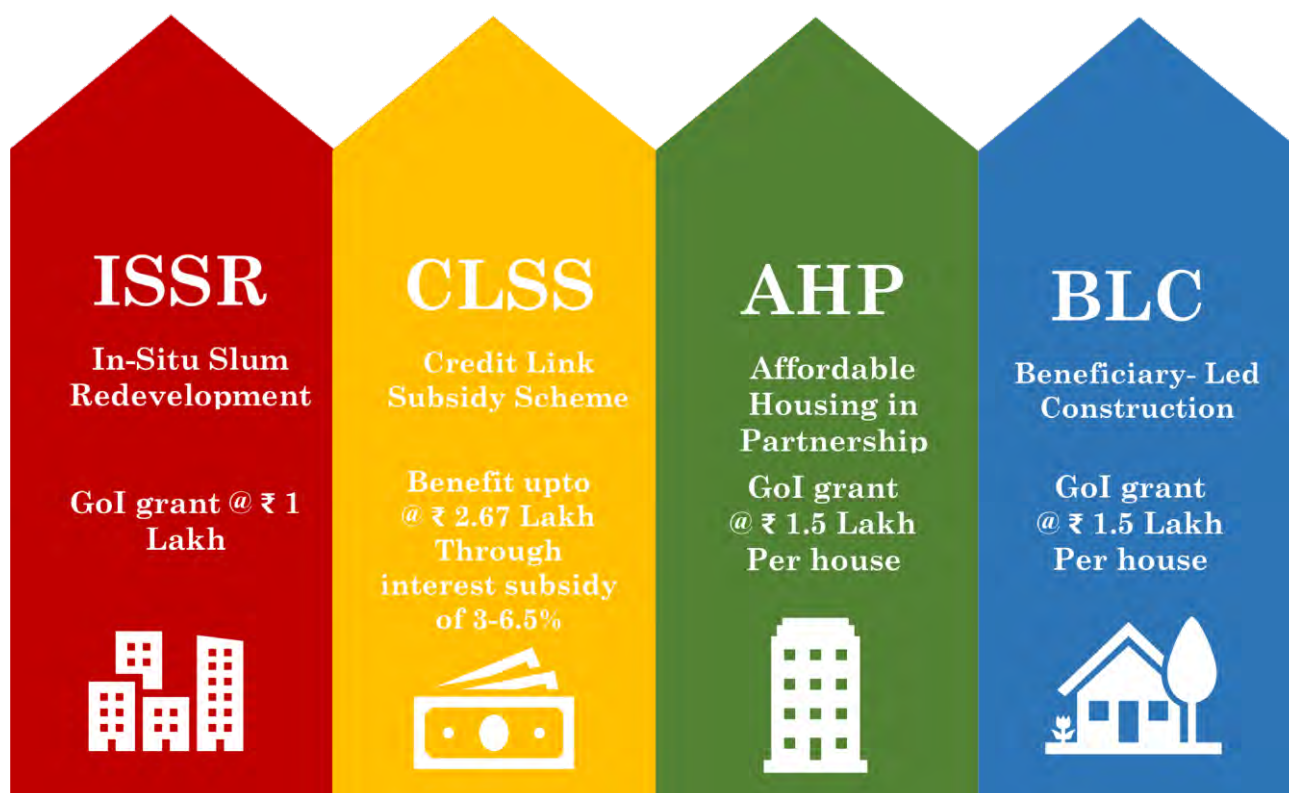 ISSR
In-Situ Slum
Redevelopment
GoI grant @ ₹ 1
Lakh
CLSS
Credit Link
Subsidy Scheme
Benefit upto
@ ₹ 2.67 Lakh
Through
interest subsidy
of 3-6.5%
AHP
Affordable
Housing in
Partnership
GoI grant
@ ₹ 1.5 Lakh
Per house
BLC
Beneficiary- Led
Construction
GoI grant
@ ₹ 1.5 Lakh
Per house